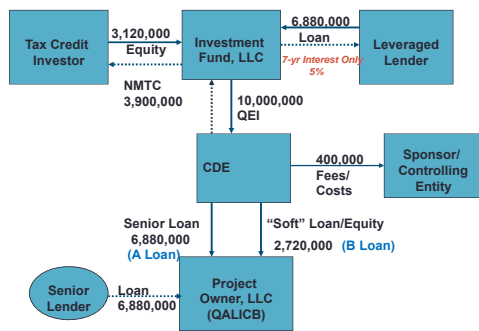 Tax Credit
Investor
3,120,000
Equity
NMTC
3,900,000
Investment
Fund, LLC
6,880,000
Loan
7-yr Interest Only
5%
Leveraged
Lender
10,000,000
QEI
CDE
400,000
Fees/
Costs
Sponsor/
Controlling
Entity
Senior Loan
6,880,000
(A Loan)
“Soft” Loan/Equity
2,720,000 (B Loan)
Senior
Lender
Loan
6,880,000
Project
Owner, LLC
(QALICB)